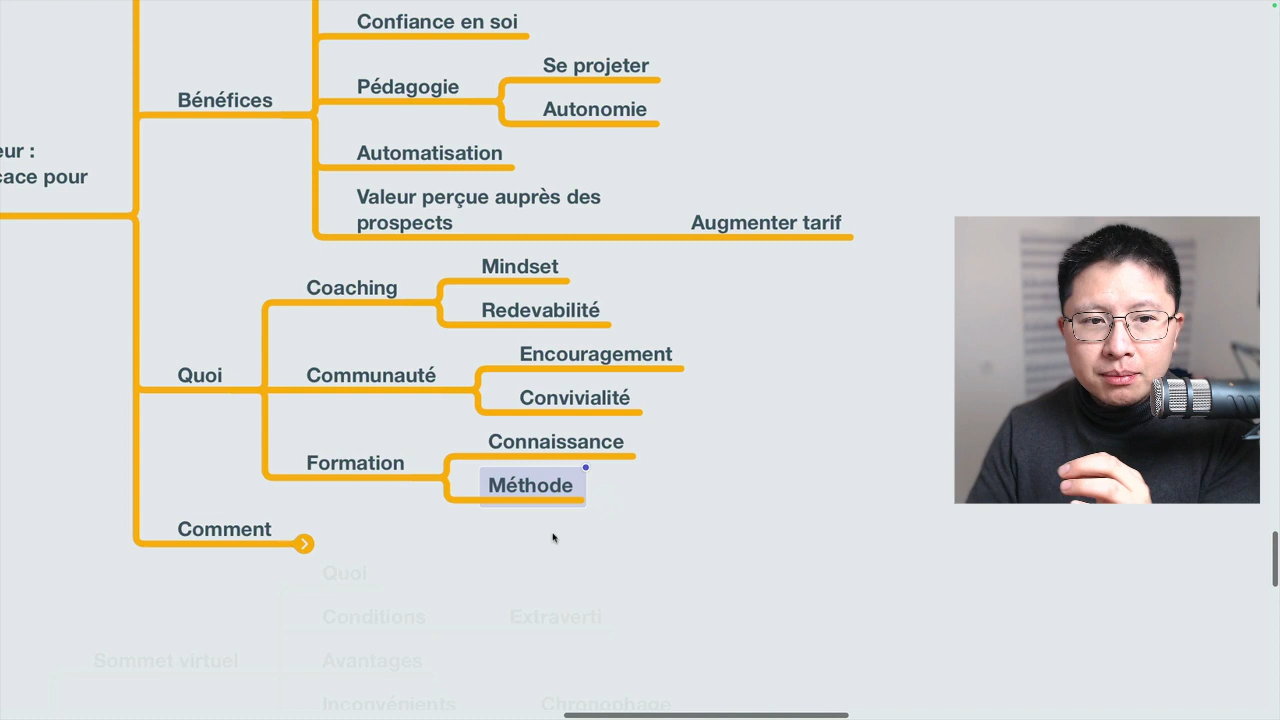 Confiance en soi
Se projeter
Pédagogie
Autonomie
Bénéfices
Automatisation
eur :
cace pour
Valeur perçue auprès des
prospects
Augmenter tarif
Mindset
Coaching
Redevabilité
Encouragement
Quoi
Communauté
Convivialité
Connaissance
Formation
Méthode
Comment
Quoi
Conditions
Extraverti
Sommet virtuel
Avantages
Inconvénients
Chronophage